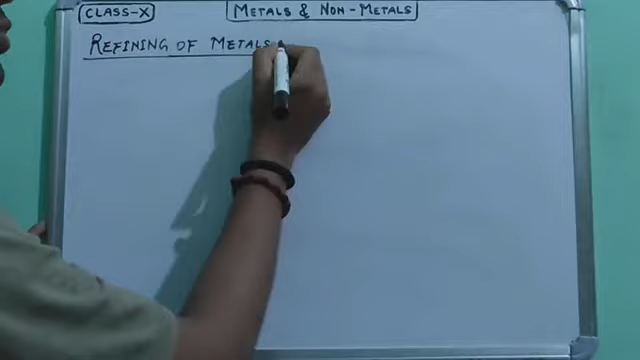 CLASS-X
METALS & NON-METALS
REFINING OF METALS